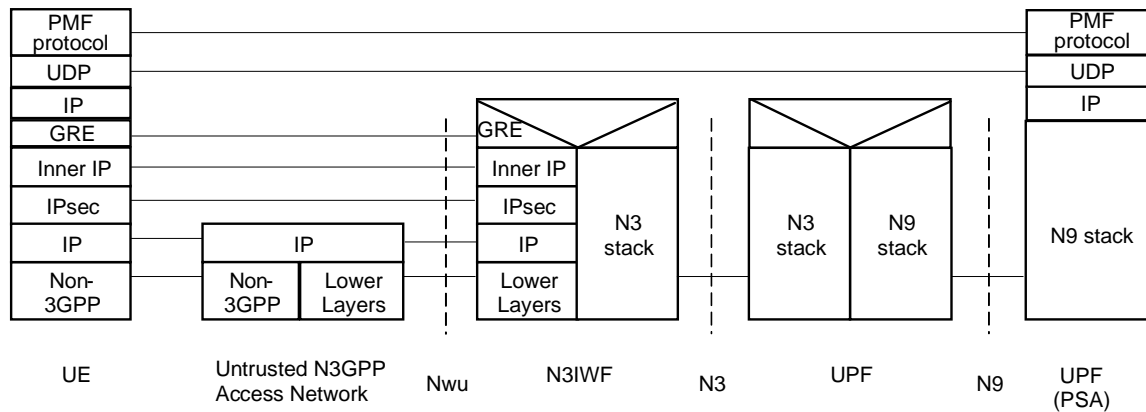 PMF
protocol
UDP
IP
GRE
Inner IP
IPsec
IP
Non-
3GPP
UE
IP
Non-
3GPP
Lower
Layers
Untrusted N3GPP
Access Network
Nwu
GRE
Inner IP
IPsec
IP
Lower
Layers
N3
stack
N3IWF
N3
N3
stack
N9
stack
UPF
N9
PMF
protocol
UDP
IP
N9 stack
UPF
(PSA)